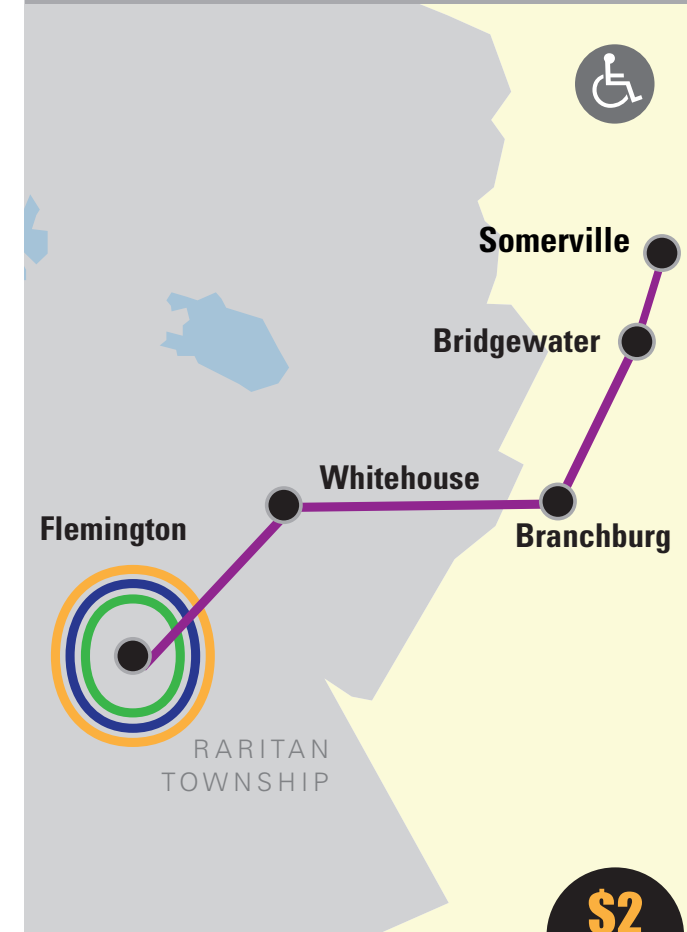 Somerville
Bridgewater
Whitehouse
Flemington
Branchburg
RARITAN
TOWNSHIP
$2